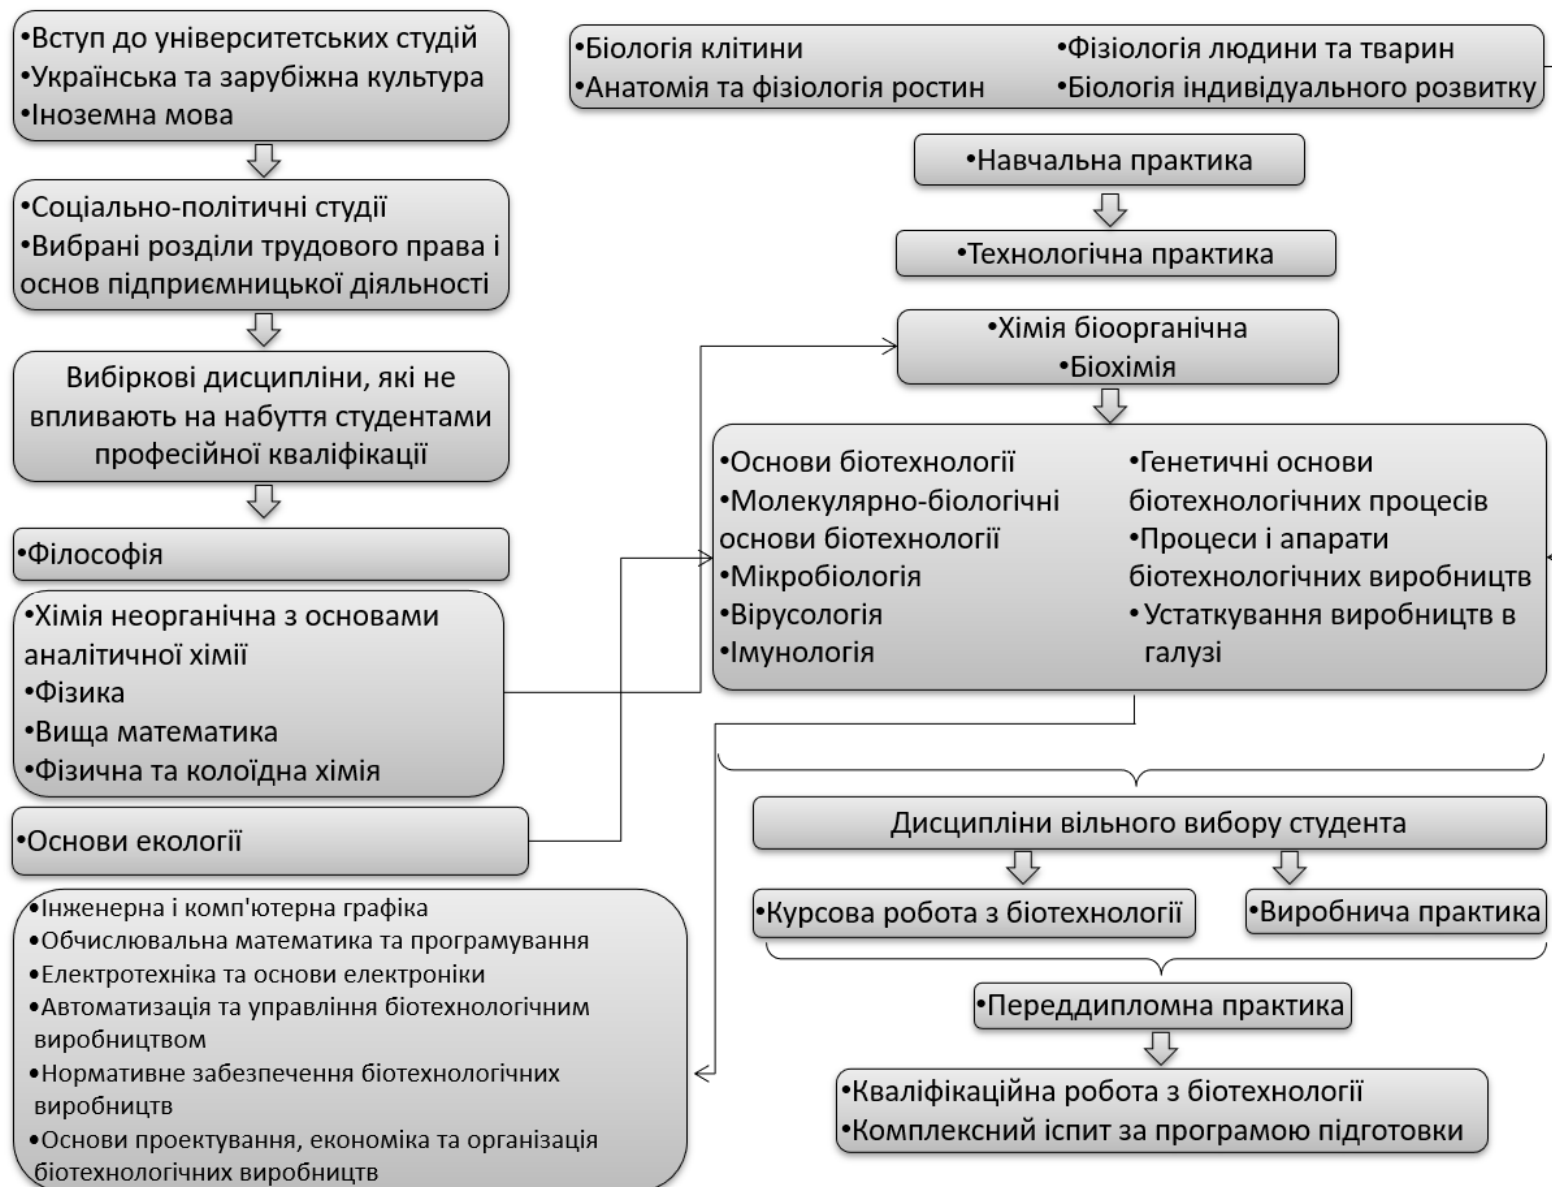 •Вступ до університетських студій
•Українська та зарубіжна культура
•Іноземна мова
•Соціально-політичні студії
•Вибрані розділи трудового права і
основ підприємницької діяльності
Вибіркові дисципліни, які не
впливають на набуття студентами
професійної кваліфікації
•Філософія
•Хімія неорганічна з основами
аналітичної хімії
•Фізика
•Вища математика
•Фізична та колоїдна хімія
•Основи екології
•Інженерна і комп'ютерна графіка
•Обчислювальна математика та програмування
•Електротехніка та основи електроніки
•Автоматизація та управління біотехнологічним
виробництвом
•Нормативне забезпечення біотехнологічних
виробництв
•Основи проектування, економіка та організація
біотехнологічних виробництв
•Біологія клітини
•Анатомія та фізіологія ростин
•Фізіологія людини та тварин
•Біологія індивідуального розвитку
•Навчальна практика
•Технологічна практика
•Хімія біоорганічна
•Біохімія
•Основи біотехнології
•Молекулярно-біологічні
основи біотехнології
•Мікробіологія
•Вірусологія
•Імунологія
•Генетичні основи
біотехнологічних процесів
•Процеси і апарати
біотехнологічних виробництв
•Устаткування виробництв в
галузі
Дисципліни вільного вибору студента
•Курсова робота з біотехнології
•Виробнича практика
•Переддипломна практика
•Кваліфікаційна робота з біотехнології
•Комплексний іспит за програмою підготовки